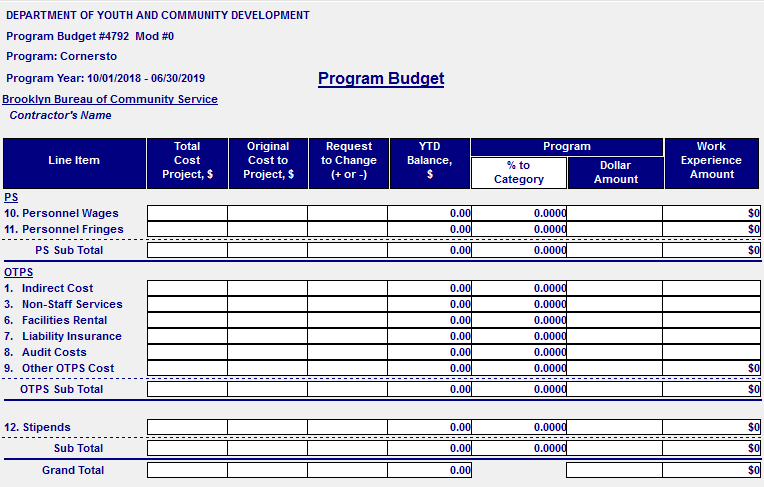 DEPARTMENT OF YOUTH AND COMMUNITY DEVELOPMENT
Program Budget #4792 Mod #0
Program: Cornersto
Program Year: 10/01/2018 - 06/30/2019
Program Budget
Brooklyn Bureau of Community Service
Contractor's Name
Line Item
Total Cost Project, $
Original Cost to Project, $
Request to Change (+ or -)
YTD Balance, $
Program
% to Category
Dollar Amount
Work Experience Amount
PS
10. Personnel Wages 0.00 0.0000 $0
11. Personnel Fringes 0.00 0.0000 $0
PS Sub Total 0.00 0.0000 $0
OTPS
1. Indirect Cost 0.00 0.0000
3. Non-Staff Services 0.00 0.0000
6. Facilities Rental 0.00 0.0000
7. Liability Insurance 0.00 0.0000
8. Audit Costs 0.00 0.0000
9. Other OTPS Cost 0.00 0.0000 $0
OTPS Sub Total 0.00 0.0000 $0
12. Stipends 0.00 0.0000 $0
Sub Total 0.00 0.0000 $0
Grand Total 0.00 $0